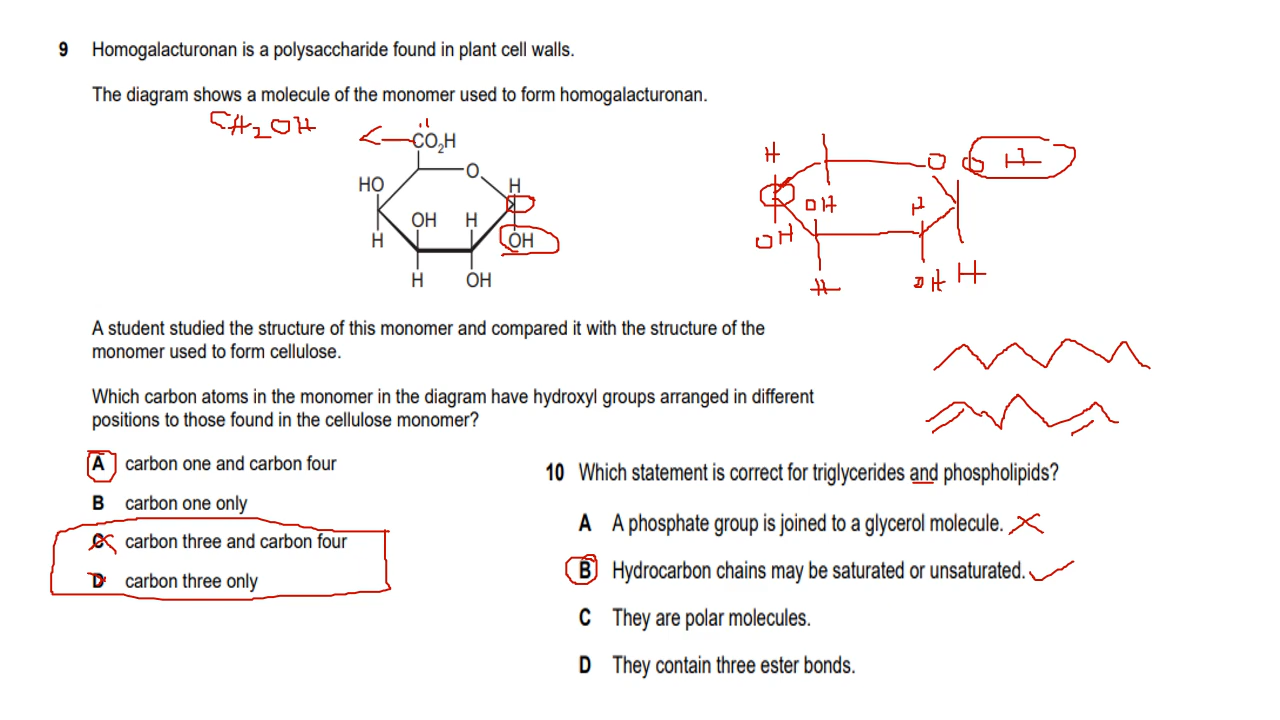 9 Homogalacturonan is a polysaccharide found in plant cell walls.
The diagram shows a molecule of the monomer used to form homogalacturonan.
CH2OH
CO2H
O
HO
H
OH
H
H
OH
H
OH
H
O
O H
OH
H
OH
H
OH
H
A student studied the structure of this monomer and compared it with the structure of the
monomer used to form cellulose.
Which carbon atoms in the monomer in the diagram have hydroxyl groups arranged in different
positions to those found in the cellulose monomer?
A carbon one and carbon four
B carbon one only
C carbon three and carbon four
D carbon three only
10 Which statement is correct for triglycerides and phospholipids?
A A phosphate group is joined to a glycerol molecule.
B Hydrocarbon chains may be saturated or unsaturated.
C They are polar molecules.
D They contain three ester bonds.